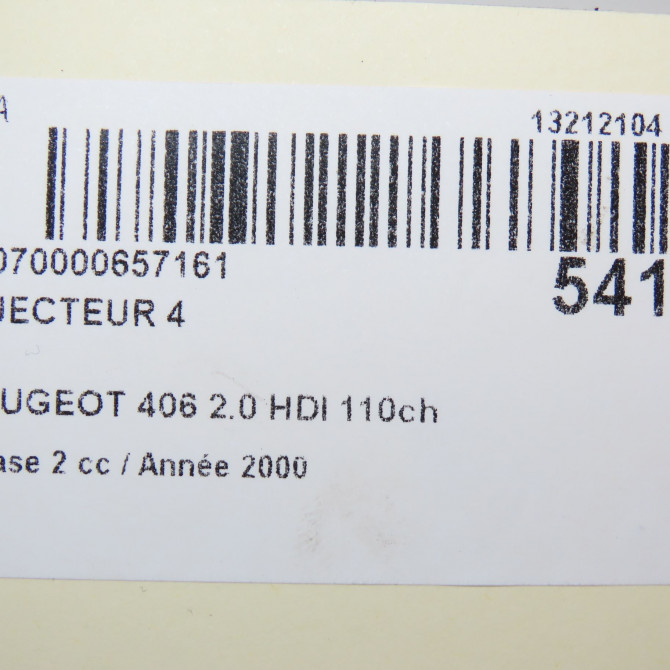 A
13212104
070000657161
541
JECTEUR 4
UGEOT 406 2.0 HDI 110ch
ase 2 cc / Année 2000